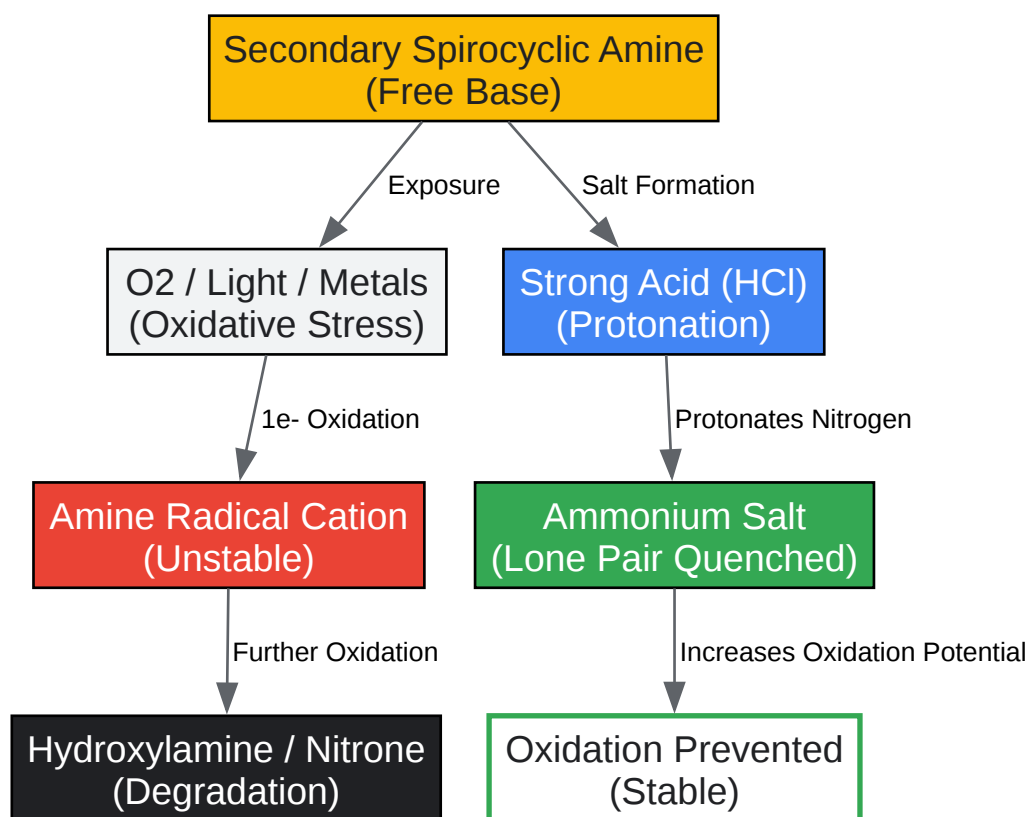 Secondary Spirocyclic Amine
(Free Base)
Exposure
Salt Formation
O2 / Light / Metals
(Oxidative Stress)
Strong Acid (HCl)
(Protonation)
1e- Oxidation
Protonates Nitrogen
Amine Radical Cation
(Unstable)
Ammonium Salt
(Lone Pair Quenched)
Further Oxidation
Increases Oxidation Potential
Hydroxylamine / Nitrone
(Degradation)
Oxidation Prevented
(Stable)